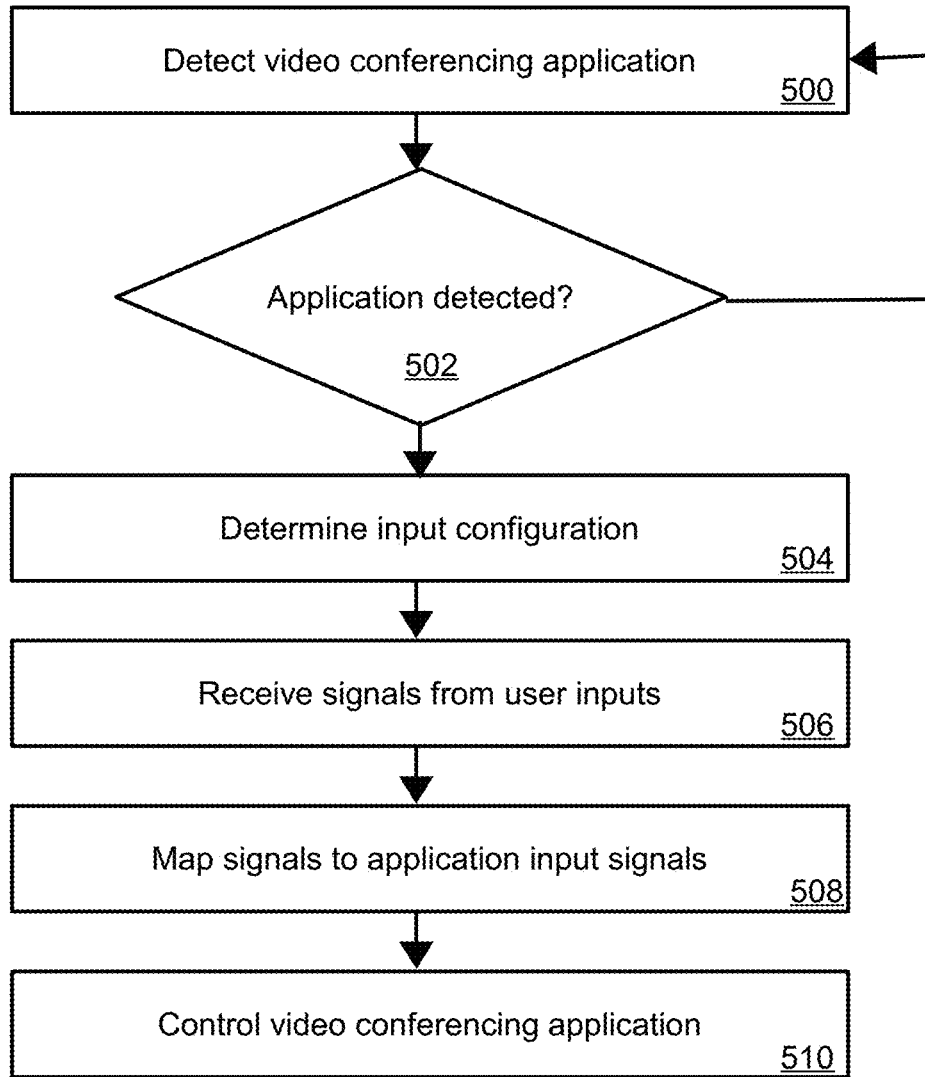 Detect video conferencing application
500
Application detected?
502
Determine input configuration
504
Receive signals from user inputs
506
Map signals to application input signals
508
Control video conferencing application
510